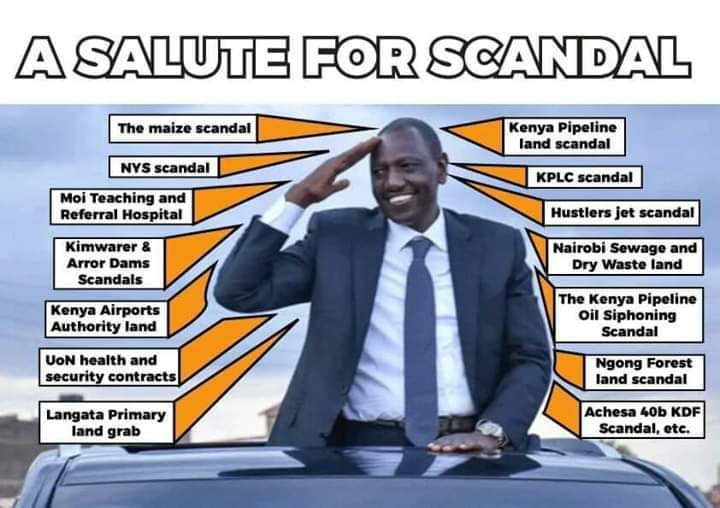 A SALUTE FOR SCANDAL
The maize scandal
NYS scandal
Moi Teaching and
Referral Hospital
Kimwarer &
Arror Dams
Scandals
Kenya Airports
Authority land
UoN health and
security contracts
Langata Primary
land grab
Kenya Pipeline
land scandal
KPLC scandal
Hustlers jet scandal
Nairobi Sewage and
Dry Waste land
The Kenya Pipeline
Oil Siphoning
Scandal
Ngong Forest
land scandal
Achesa 40b KDF
Scandal, etc.